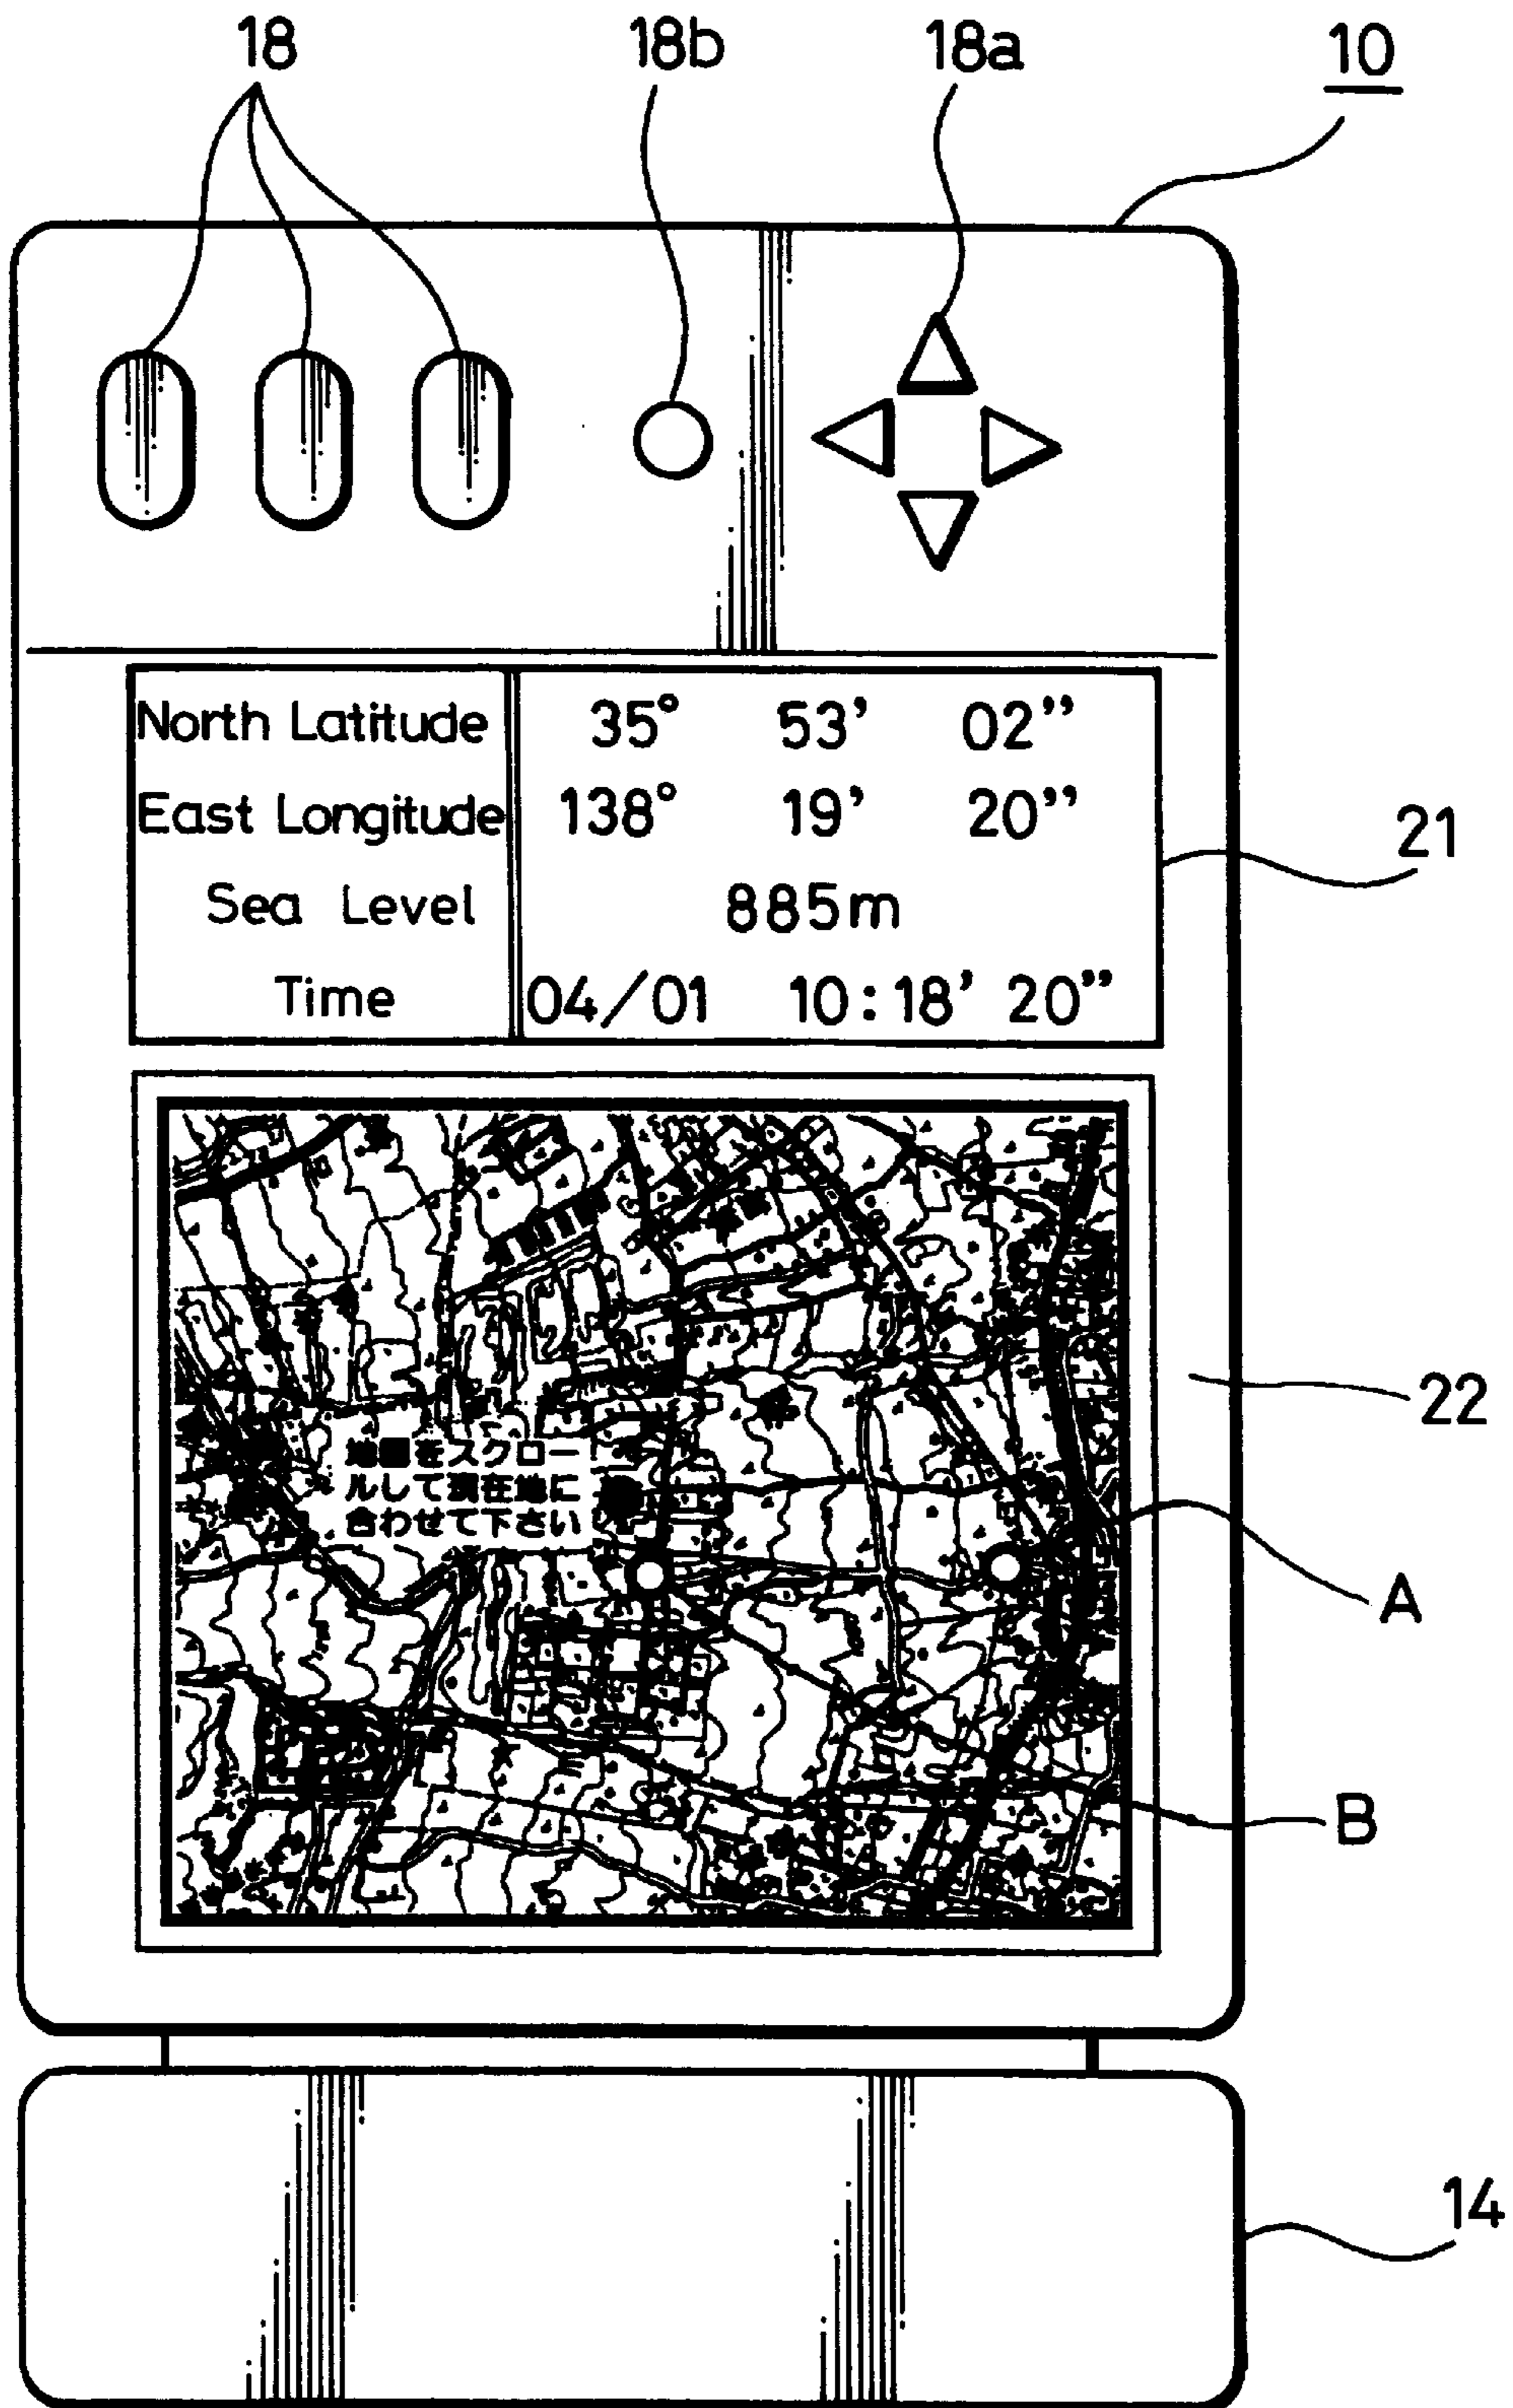 18 18b 18a 10
North Latitude 35° 53’ 02”
East Longitude 138° 19’ 20”
21
Sea Level 885m
Time 04/01 10:18’ 20”
22
地図をスクロー
ルして現在地に
合わせて下さい
A
B
14